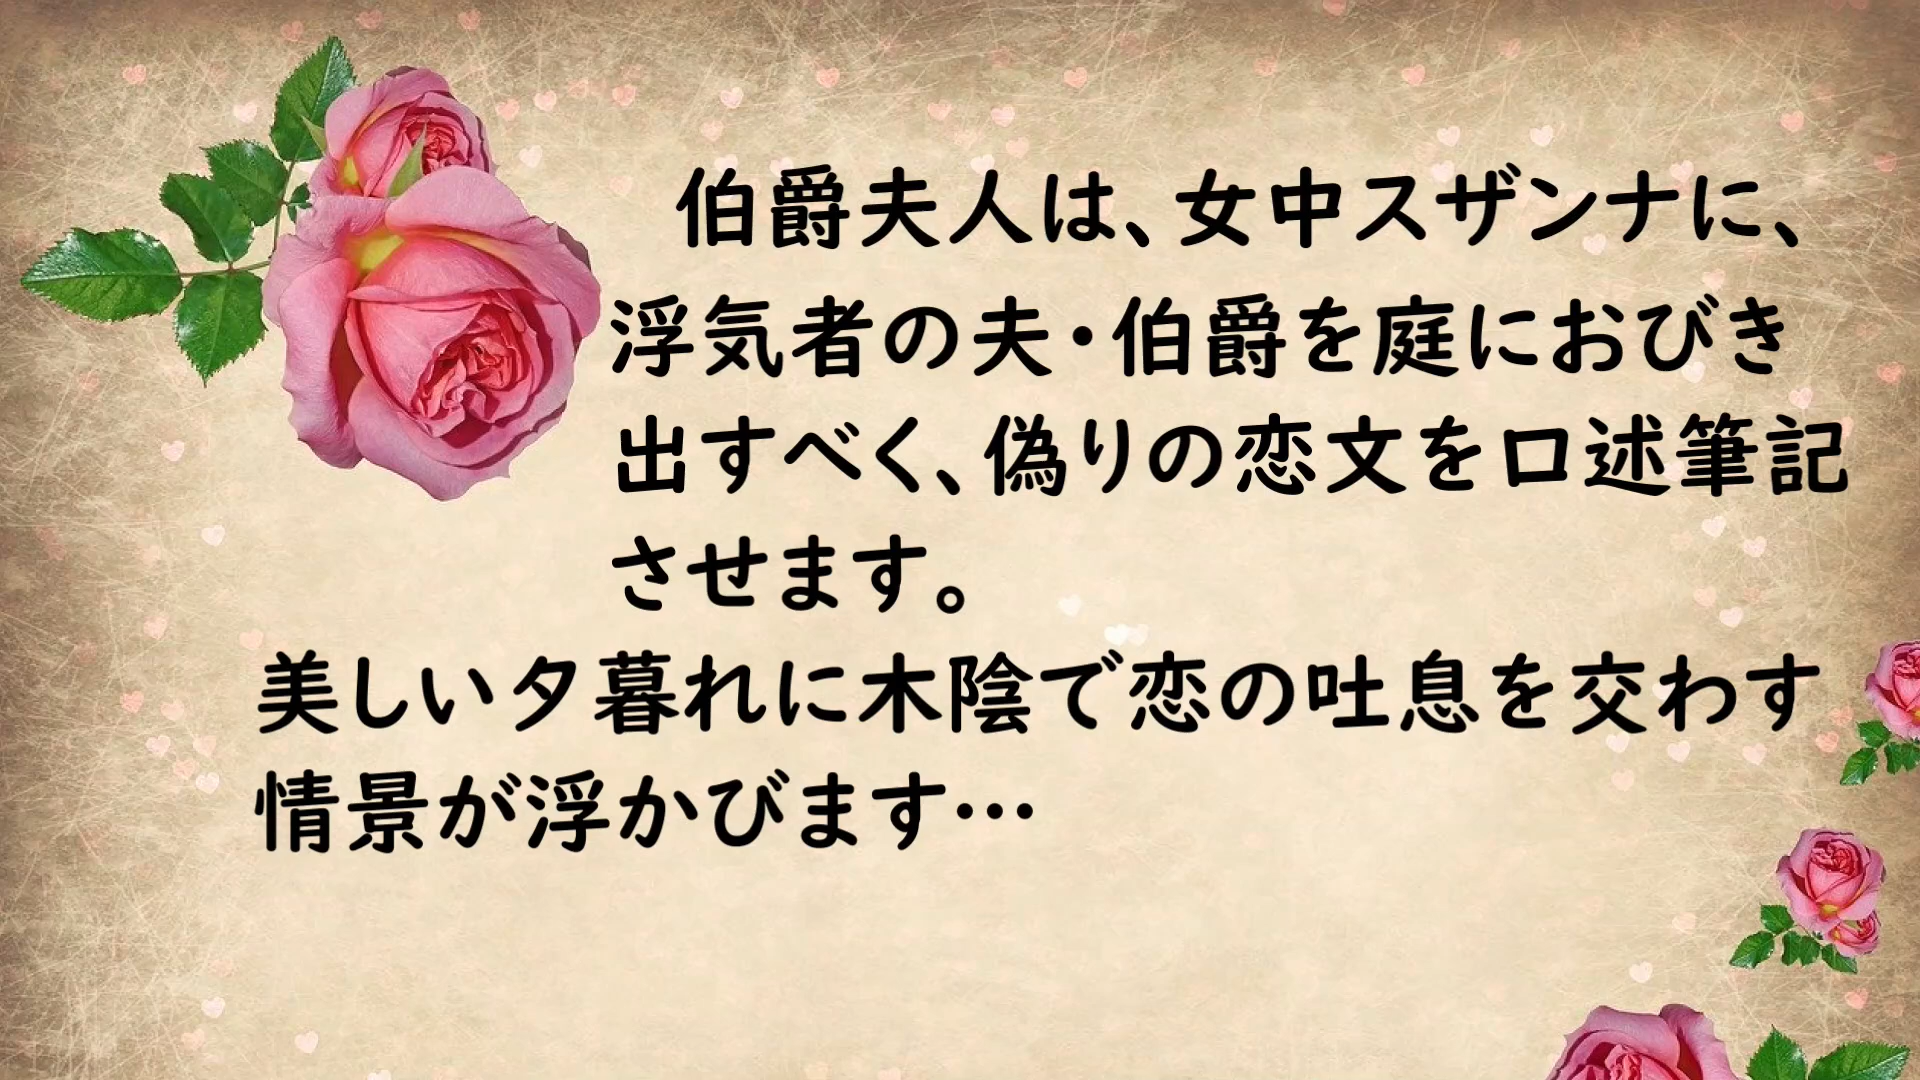 伯爵夫人は、女中スザンナに、
浮気者の夫・伯爵を庭におびき
出すべく、偽りの恋文を口述筆記
させます。
美しい夕暮れに木陰で恋の吐息を交わす
情景が浮かびます…